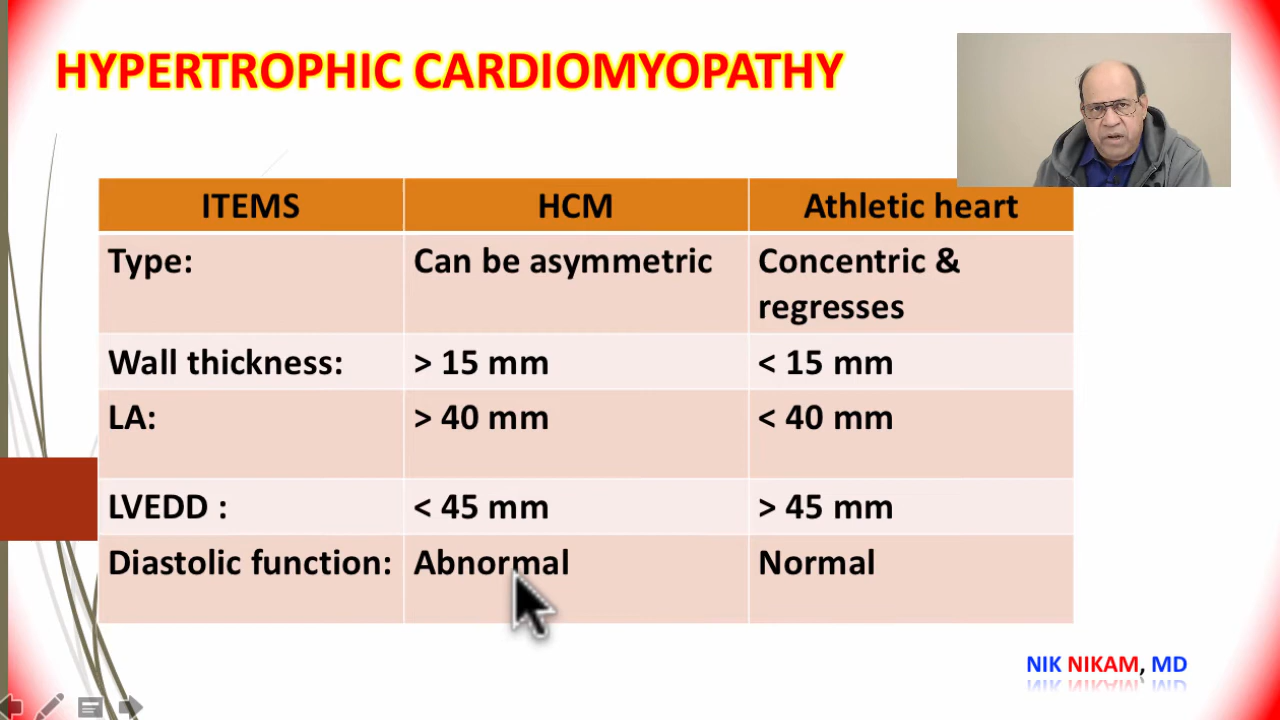 HYPERTROPHIC CARDIOMYOPATHY
ITEMS HCM Athletic heart
Type: Can be asymmetric Concentric &
regresses
Wall thickness: > 15 mm < 15 mm
LA: > 40 mm < 40 mm
LVEDD : < 45 mm > 45 mm
Diastolic function: Abnormal Normal
NIK NIKAM, MD